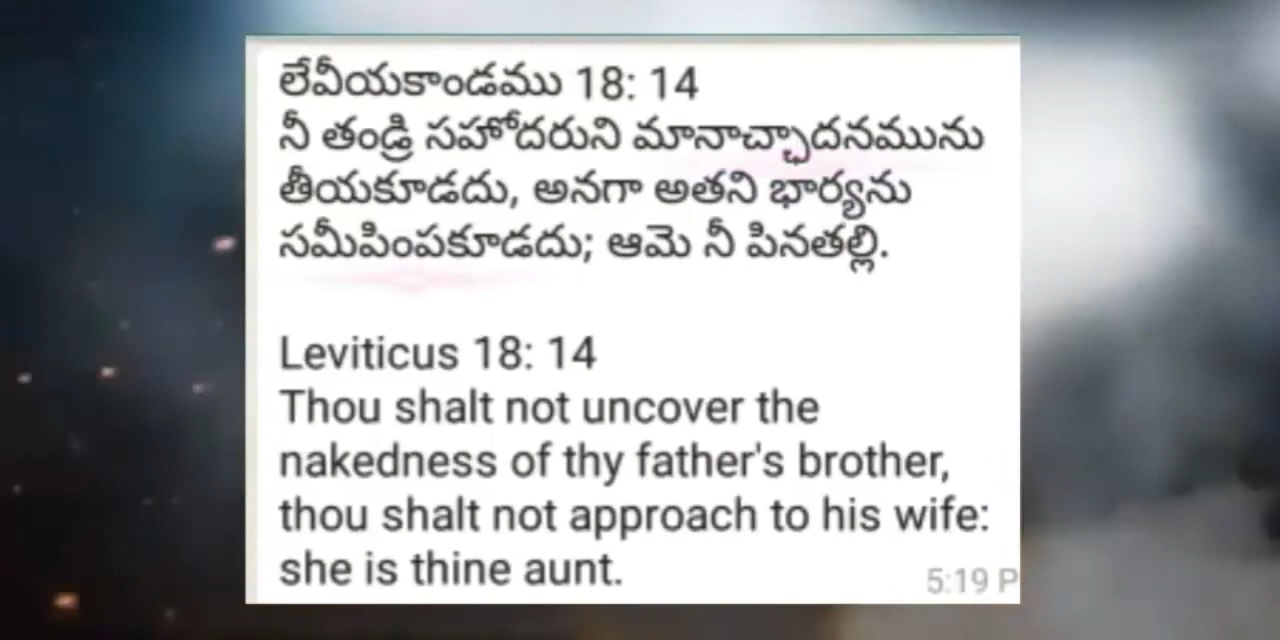 లేవీయకాండము 18: 14
నీ తండ్రి సహోదరుని మానాచ్ఛాదనమును
తీయకూడదు, అనగా అతని భార్యను
సమీపింపకూడదు; ఆమె నీ పినతల్లి.
Leviticus 18: 14
Thou shalt not uncover the
nakedness of thy father's brother,
thou shalt not approach to his wife:
she is thine aunt.
5:19 P